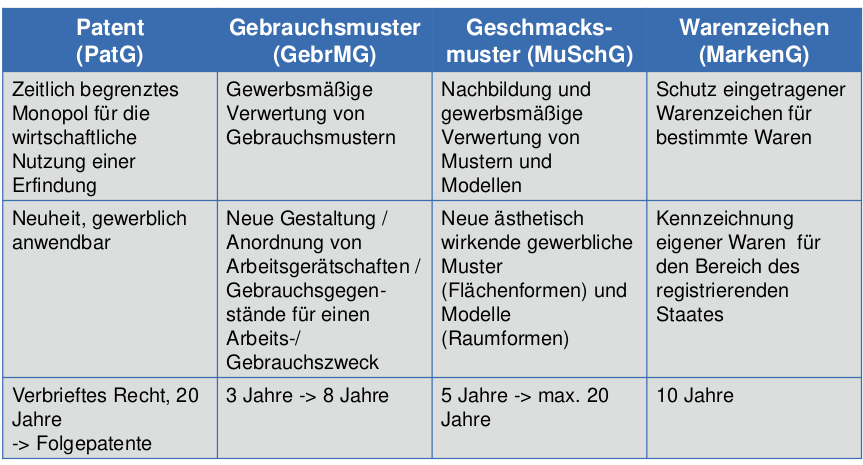 Patent
(PatG)
Gebrauchsmuster
(GebrMG)
Geschmacks-
muster (MuSchG)
Warenzeichen
(MarkenG)
Zeitlich begrenztes
Monopol für die
wirtschaftliche
Nutzung einer
Erfindung
Gewerbsmäßige
Verwertung von
Gebrauchsmustern
Nachbildung und
gewerbsmäßige
Verwertung von
Mustern und
Modellen
Schutz eingetragener
Warenzeichen für
bestimmte Waren
Neuheit, gewerblich
anwendbar
Neue Gestaltung /
Anordnung von
Arbeitsgerätschaften /
Gebrauchsgegen-
stände für einen
Arbeits-/
Gebrauchszweck
Neue ästhetisch
wirkende gewerbliche
Muster
(Flächenformen) und
Modelle
(Raumformen)
Kennzeichnung
eigener Waren für
den Bereich des
registrierenden
Staates
Verbrieftes Recht, 20
Jahre
-> Folgepatente
3 Jahre -> 8 Jahre
5 Jahre -> max. 20
Jahre
10 Jahre